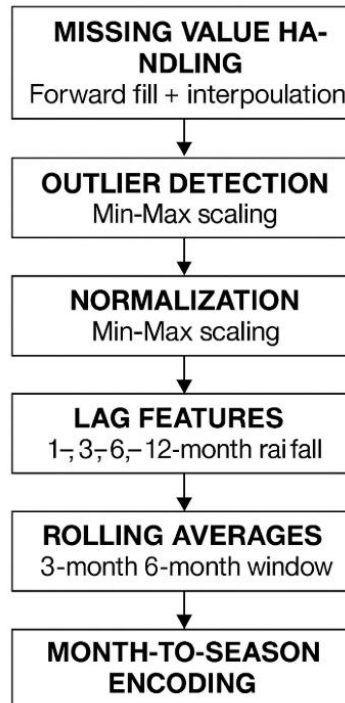 MISSING VALUE HA-
NDLING
Forward fill + interpoulation
OUTLIER DETECTION
Min-Max scaling
NORMALIZATION
Min-Max scaling
LAG FEATURES
1–, 3–, 6,– 12-month rai fall
ROLLING AVERAGES
3-month 6-month window
MONTH-TO-SEASON
ENCODING